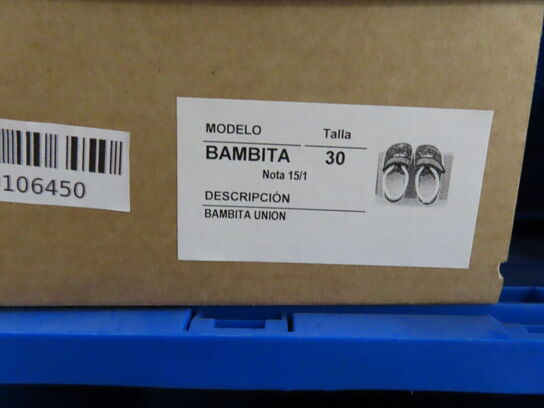 MODELO Talla
BAMBITA 30
Nota 15/1
DESCRIPCIÓN
BAMBITA UNION
106450